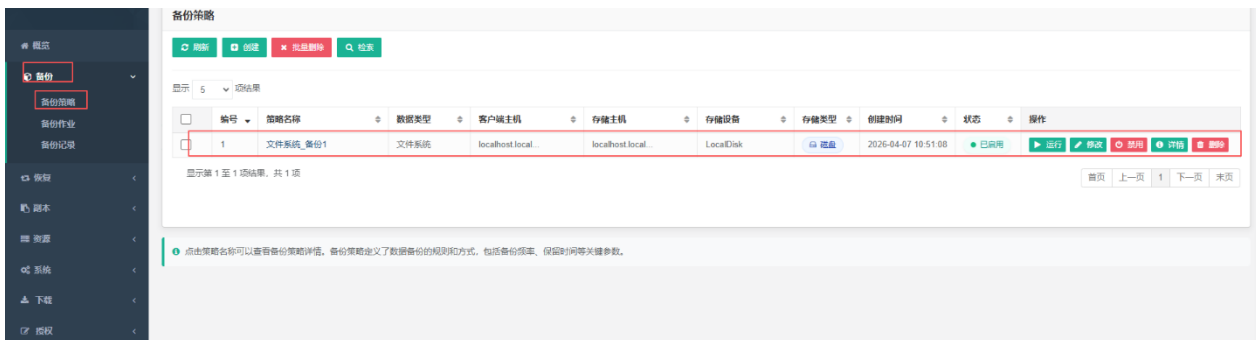 备份策略
概览
刷新 创建 批量删除 检索
备份
显示 5 项结果
备份策略
编号 策略名称 数据类型 客户端主机 存储主机 存储设备 存储类型 创建时间 状态 操作
备份作业
1 文件系统_备份1 文件系统 localhost.local... localhost.local... LocalDisk 磁盘 2026-04-07 10:51:08 已启用 运行 修改 禁用 详情 删除
备份记录
显示第 1 至 1 项结果，共 1 项
首页 上一页 1 下一页 末页
恢复
副本
资源
点击策略名称可以查看备份策略详情。备份策略定义了数据备份的规则和方式，包括备份频率、保留时间等关键参数。
系统
下载
授权